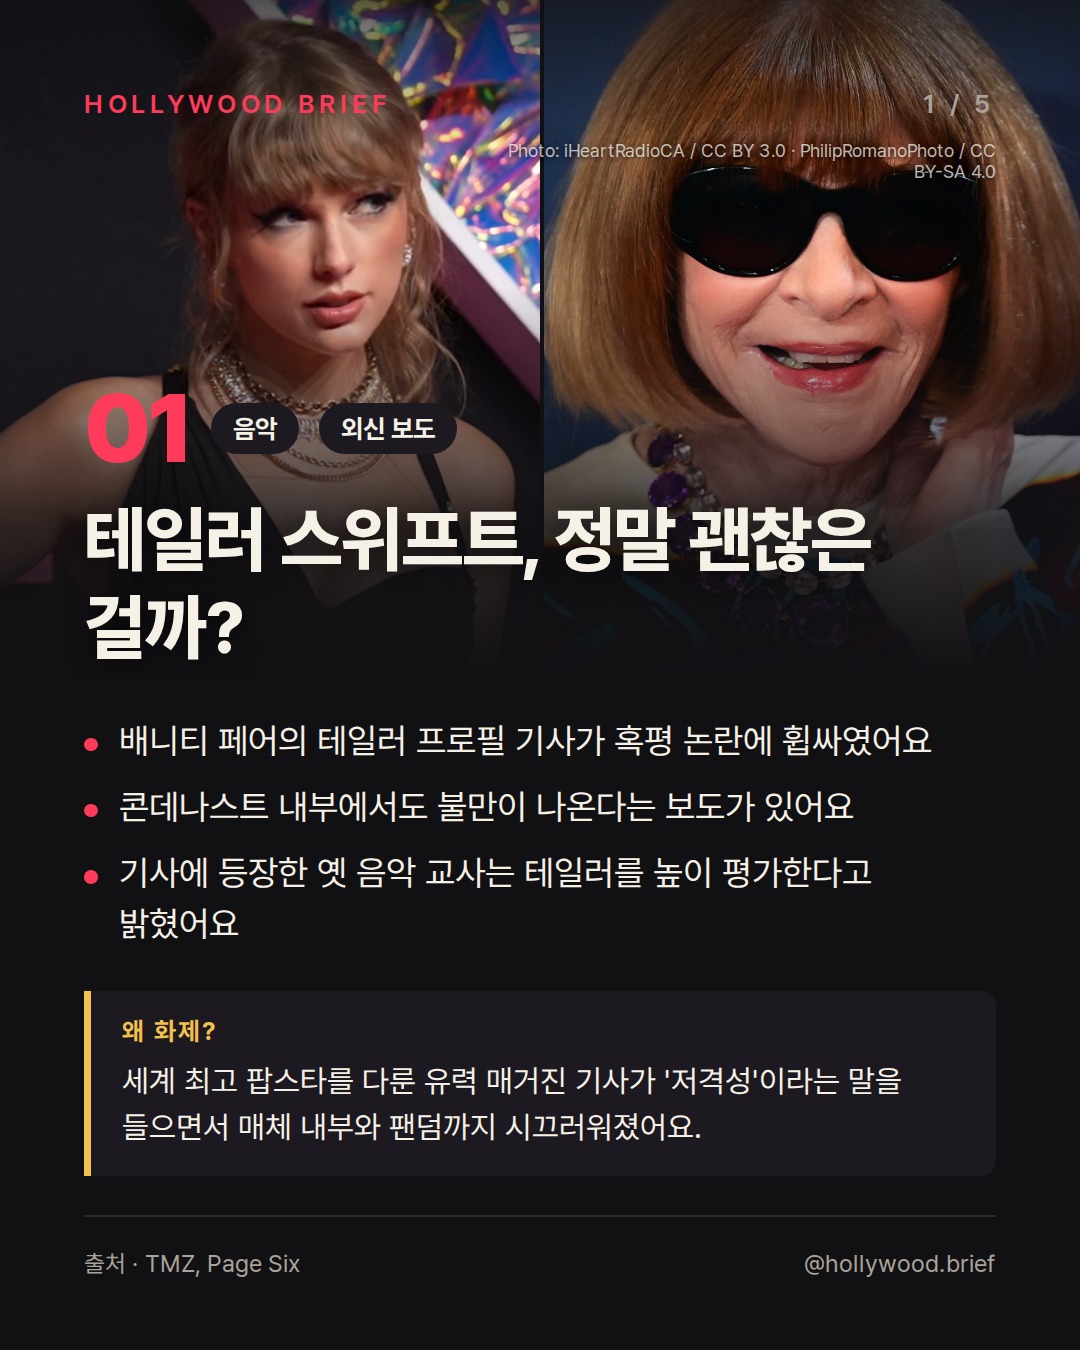 HOLLYWOOD BRIEF
1 / 5
Photo: iHeartRadioCA / CC BY 3.0 · PhilipRomanoPhoto / CC
BY-SA 4.0
01
음악
외신 보도
테일러 스위프트, 정말 괜찮은
걸까?
배니티 페어의 테일러 프로필 기사가 혹평 논란에 휩싸였어요
콘데나스트 내부에서도 불만이 나온다는 보도가 있어요
기사에 등장한 옛 음악 교사는 테일러를 높이 평가한다고
밝혔어요
왜 화제?
세계 최고 팝스타를 다룬 유력 매거진 기사가 '저격성'이라는 말을
들으면서 매체 내부와 팬덤까지 시끄러워졌어요.
출처 · TMZ, Page Six
@hollywood.brief